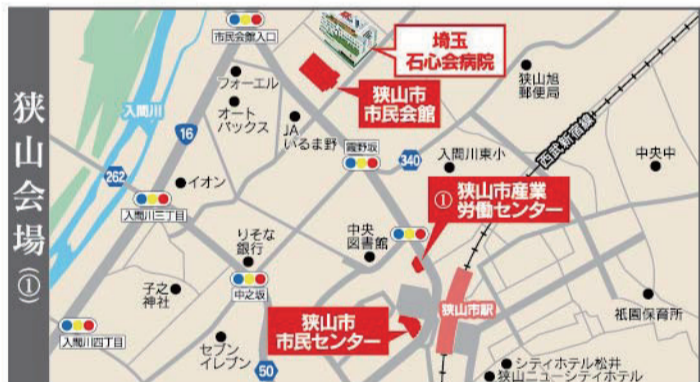 狭山会場(①)
市民会館入口
埼玉
石心会病院
フォーエル
狭山市
市民会館
狭山旭
郵便局
入間川
オート
バックス
16
JA
いるま野
霞野坂
340
入間川東小
西武新宿線
中央中
262
イオン
① 狭山市産業
労働センター
入間川三丁目
りそな
銀行
中央
図書館
子之
神社
中之坂
狭山市駅
祇園保育所
狭山市
市民センター
入間川四丁目
セブン
イレブン
50
シティホテル松井
狭山ニューシティホテル